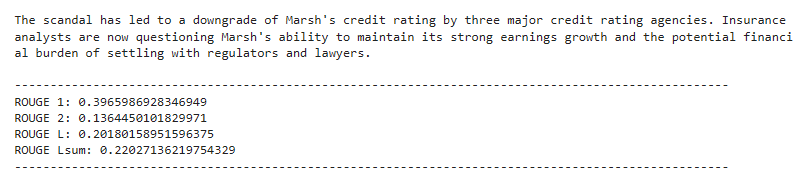 The scandal has led to a downgrade of Marsh's credit rating by three major credit rating agencies. Insurance
analysts are now questioning Marsh's ability to maintain its strong earnings growth and the potential financi
al burden of settling with regulators and lawyers.
----------------------------------------------------------------------------------------------------
ROUGE 1: 0.3965986928346949
ROUGE 2: 0.1364450101829971
ROUGE L: 0.20180158951596375
ROUGE Lsum: 0.22027136219754329
----------------------------------------------------------------------------------------------------